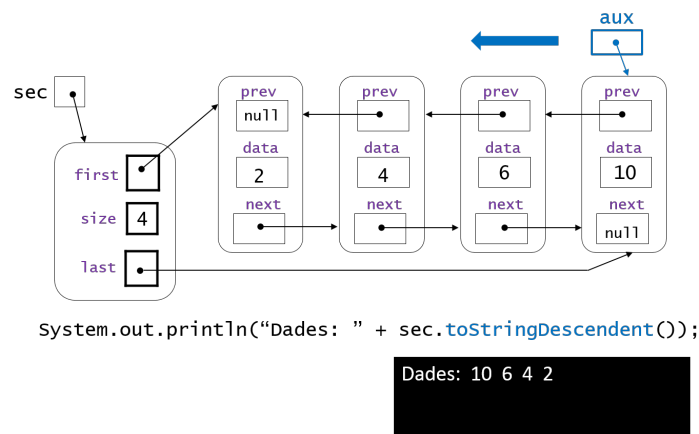 aux
sec
prev prev prev prev
null
data data data data
2 4 6 10
next next next next
null
first
size 4
last
System.out.println(“Dades: ” + sec.toStringDescendent());
Dades: 10 6 4 2